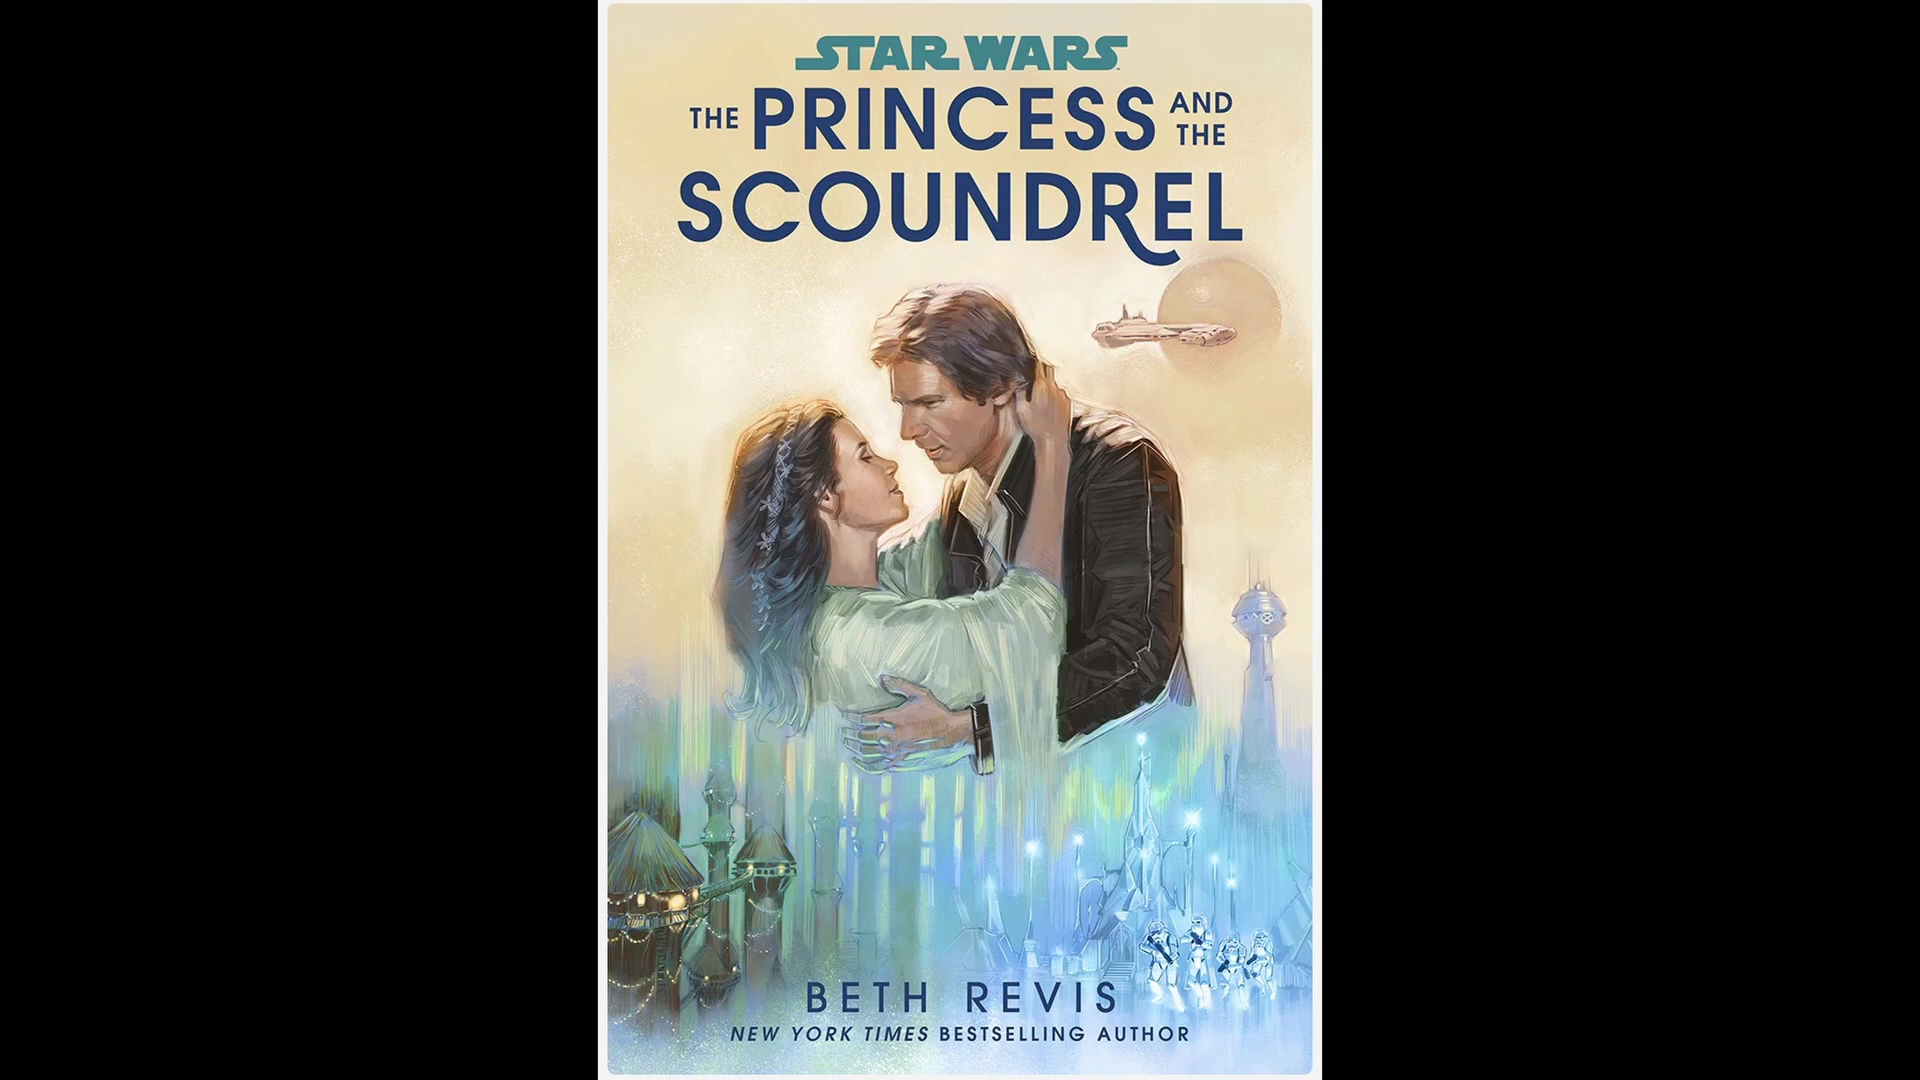 STAR WARS
THE PRINCESS AND THE
SCOUNDREL
BETH REVIS
NEW YORK TIMES BESTSELLING AUTHOR